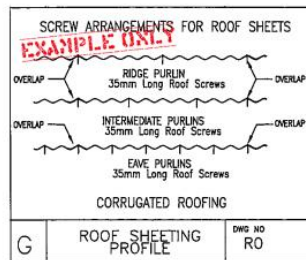 SCREW ARRANGEMENTS FOR ROOF SHEETS
EXAMPLE ONLY
RIDGE PURLIN
35mm Long Roof Screws
OVERLAP
OVERLAP
INTERMEDIATE PURLINS
35mm Long Roof Screws
OVERLAP
OVERLAP
EAVE PURLINS
35mm Long Roof Screws
CORRUGATED ROOFING
G
ROOF SHEETING
PROFILE
DWG NO
RO